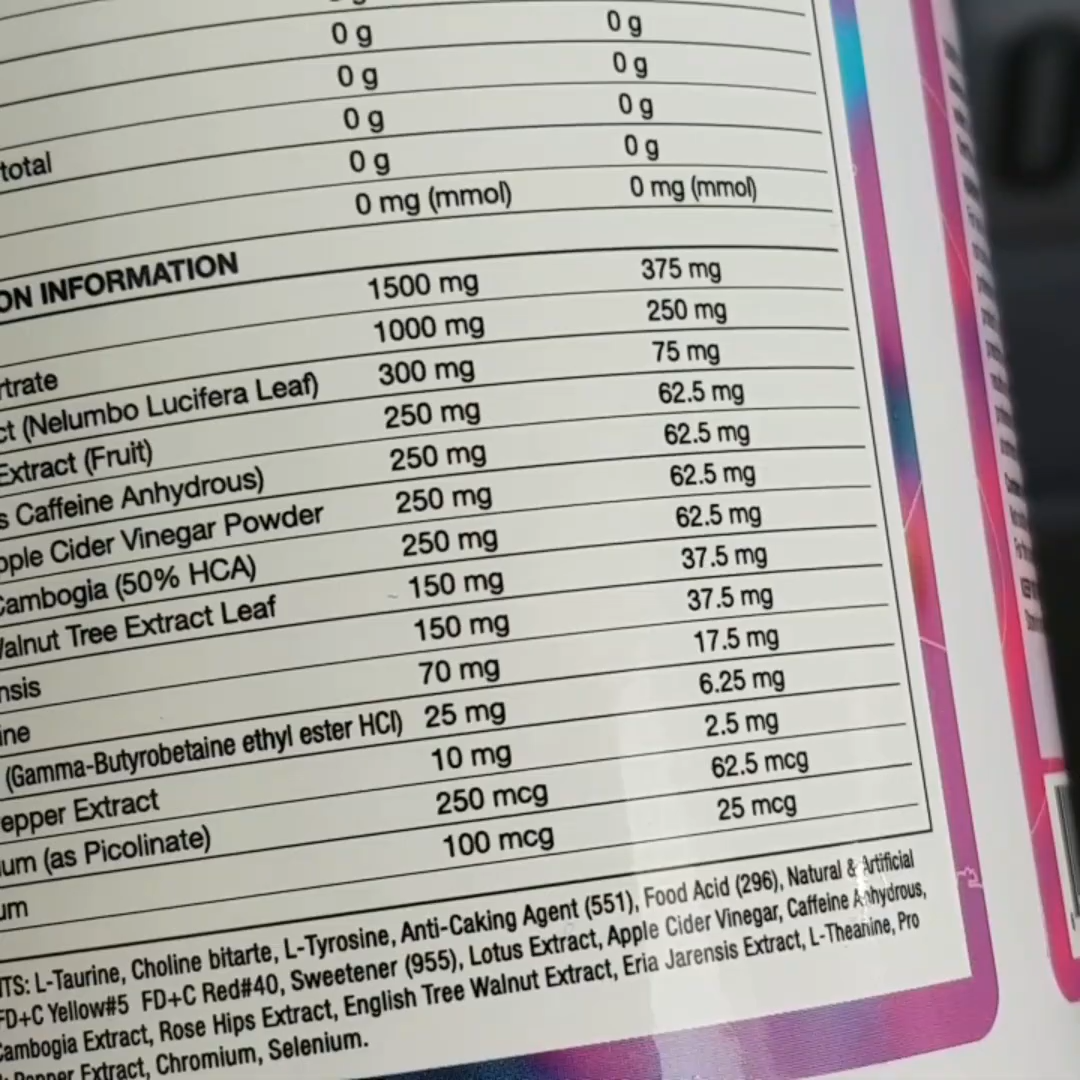 0 g 0 g
0 g 0 g
total 0 g 0 g
0 g 0 g
0 mg (mmol) 0 mg (mmol)
ON INFORMATION
1500 mg 375 mg
rtrate 1000 mg 250 mg
ct (Nelumbo Lucifera Leaf) 300 mg 75 mg
Extract (Fruit) 250 mg 62.5 mg
s Caffeine Anhydrous) 250 mg 62.5 mg
pple Cider Vinegar Powder 250 mg 62.5 mg
Cambogia (50% HCA) 250 mg 62.5 mg
Walnut Tree Extract Leaf 150 mg 37.5 mg
nsis 150 mg 37.5 mg
ine 70 mg 17.5 mg
(Gamma-Butyrobetaine ethyl ester HCl) 25 mg 6.25 mg
epper Extract 10 mg 2.5 mg
um (as Picolinate) 250 mcg 62.5 mcg
um 100 mcg 25 mcg
TS: L-Taurine, Choline bitarte, L-Tyrosine, Anti-Caking Agent (551), Food Acid (296), Natural & Artificial
FD+C Yellow#5 FD+C Red#40, Sweetener (955), Lotus Extract, Apple Cider Vinegar, Caffeine Anhydrous,
Cambogia Extract, Rose Hips Extract, English Tree Walnut Extract, Eria Jarensis Extract, L-Theanine, Pro
Pepper Extract, Chromium, Selenium.